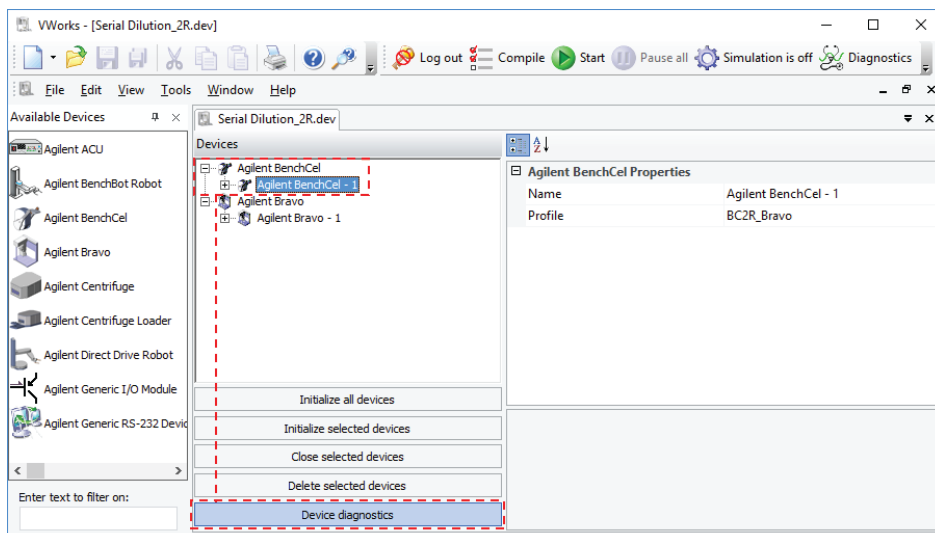 VWorks - [Serial Dilution_2R.dev]
Log out Compile Start Pause all Simulation is off Diagnostics
File Edit View Tools Window Help
Available Devices
Serial Dilution_2R.dev
Devices
Agilent ACU
Agilent BenchBot Robot
Agilent BenchCel
Agilent Bravo
Agilent Centrifuge
Agilent Centrifuge Loader
Agilent Direct Drive Robot
Agilent Generic I/O Module
Agilent Generic RS-232 Devic
Enter text to filter on:
Agilent BenchCel
Agilent BenchCel - 1
Agilent Bravo
Agilent Bravo - 1
Initialize all devices
Initialize selected devices
Close selected devices
Delete selected devices
Device diagnostics
Agilent BenchCel Properties
Name Agilent BenchCel - 1
Profile BC2R_Bravo